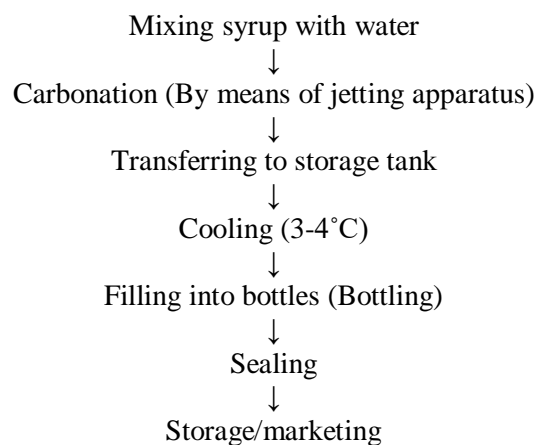 Mixing syrup with water
↓
Carbonation (By means of jetting apparatus)
↓
Transferring to storage tank
↓
Cooling (3-4˚C)
↓
Filling into bottles (Bottling)
↓
Sealing
↓
Storage/marketing